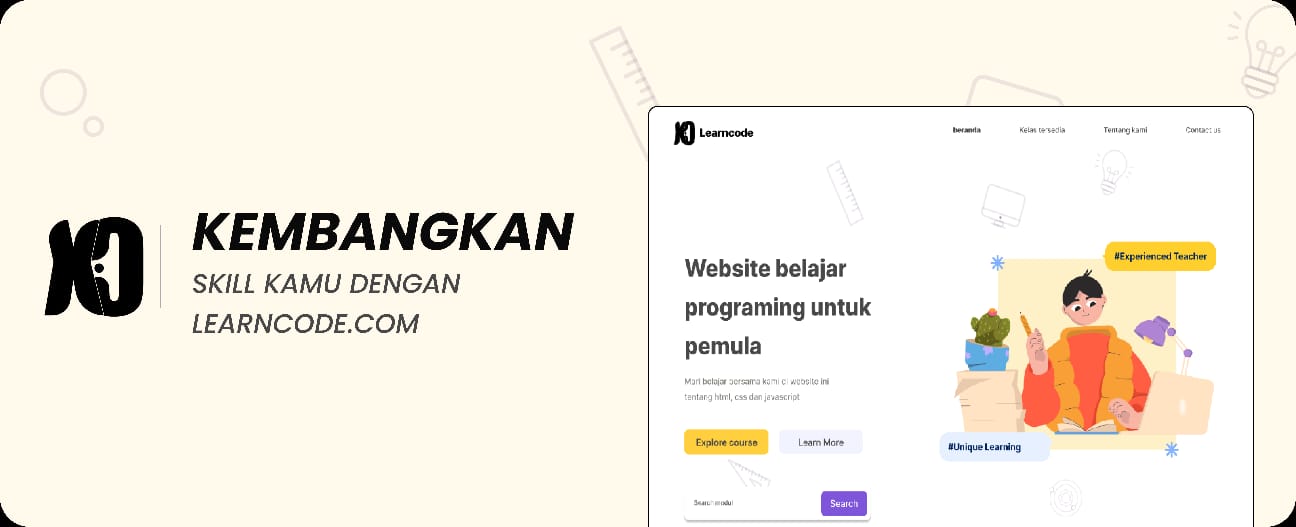 KEMBANGKAN
SKILL KAMU DENGAN
LEARNCODE.COM
Learncode
beranda
Kelas tersedia
Tentang kami
Contact us
Website belajar
programing untuk
pemula
Mari belajar bersama kami di website ini
tentang html, css dan javascript
Explore course
Learn More
Search modul
Search
#Experienced Teacher
#Unique Learning